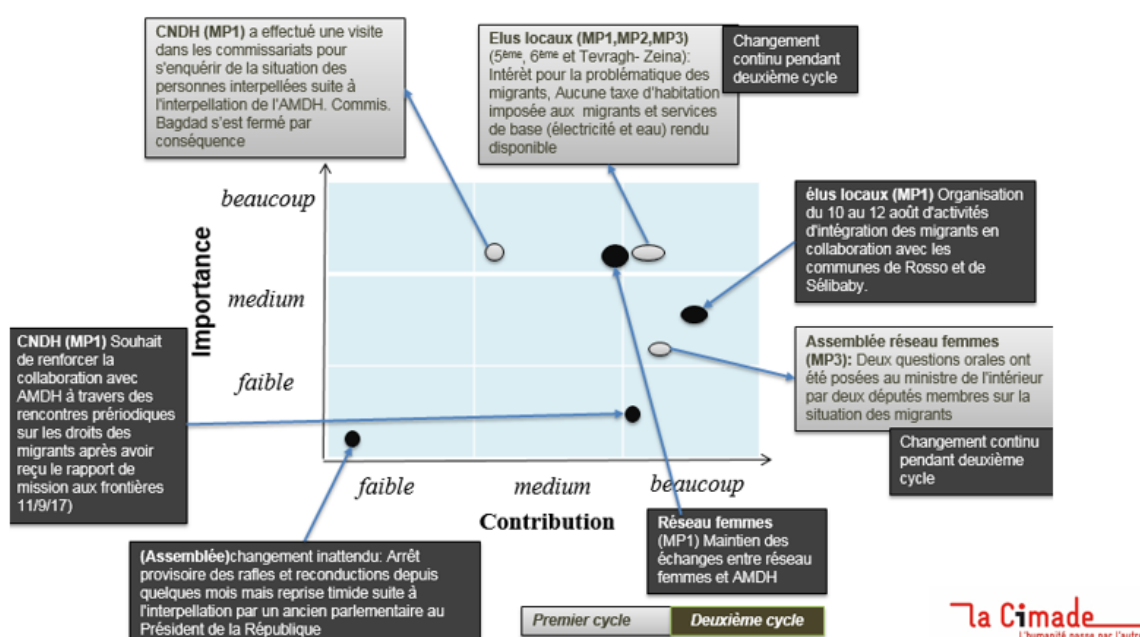 CNDH (MP1) a effectué une visite
dans les commissariats pour
s'enquérir de la situation des
personnes interpellées suite à
l'interpellation de l'AMDH. Commis.
Bagdad s'est fermé par
conséquence
Elus locaux (MP1,MP2,MP3)
(5ème, 6ème et Tevragh- Zeina):
Intérèt pour la problématique des
migrants, Aucune taxe d'habitation
imposée aux migrants et services
de base (électricité et eau) rendu
disponible
Changement
continu pendant
deuxième cycle
beaucoup
medium
faible
Importance
élus locaux (MP1) Organisation
du 10 au 12 août d'activités
d'intégration des migrants en
collaboration avec les
communes de Rosso et de
Sélibaby.
CNDH (MP1) Souhait
de renforcer la
collaboration avec
AMDH à travers des
rencontres prériodiques
sur les droits des
migrants après avoir
reçu le rapport de
mission aux frontières
11/9/17)
Assemblée réseau femmes
(MP3): Deux questions orales ont
été posées au ministre de l'intérieur
par deux députés membres sur la
situation des migrants
Changement continu
pendant deuxième
cycle
faible
medium
beaucoup
Contribution
Réseau femmes
(MP1) Maintien des
échanges entre réseau
femmes et AMDH
(Assemblée)changement inattendu: Arrêt
provisoire des rafles et reconductions depuis
quelques mois mais reprise timide suite à
l'interpellation par un ancien parlementaire au
Président de la République
Premier cycle
Deuxième cycle
la Cimade
L'humanité passe par l'autre